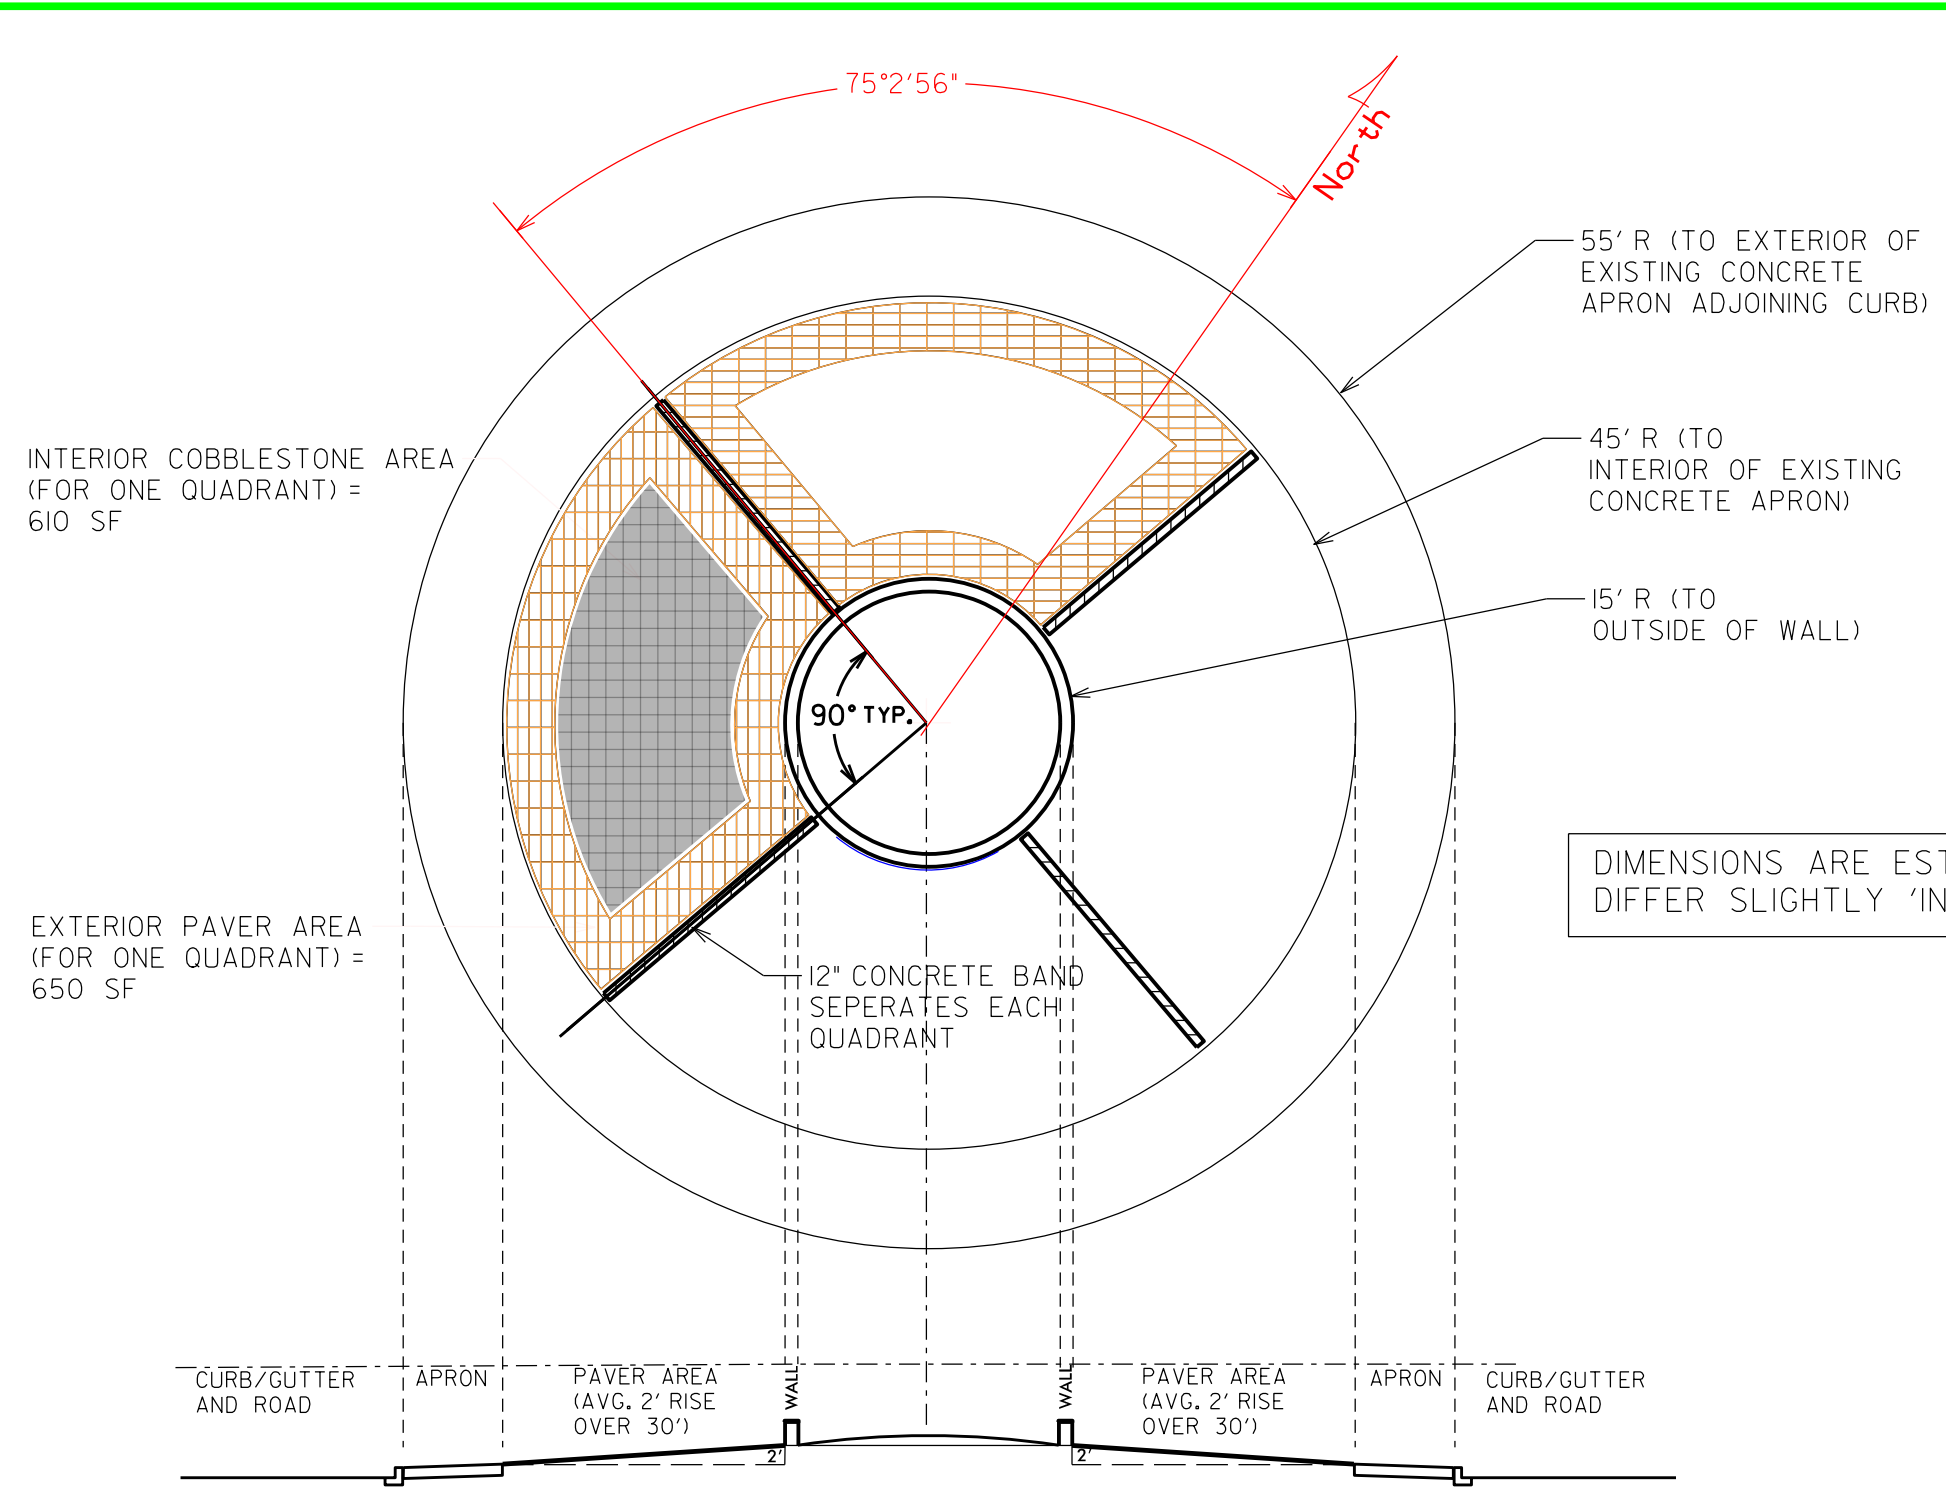 75°2'56"
North
55' R (TO EXTERIOR OF
EXISTING CONCRETE
APRON ADJOINING CURB)
45' R (TO
INTERIOR OF EXISTING
CONCRETE APRON)
INTERIOR COBBLESTONE AREA
(FOR ONE QUADRANT) =
610 SF
15' R (TO
OUTSIDE OF WALL)
90° TYP.
DIMENSIONS ARE EST
DIFFER SLIGHTLY 'IN
EXTERIOR PAVER AREA
(FOR ONE QUADRANT) =
650 SF
12" CONCRETE BAND
SEPERATES EACH
QUADRANT
CURB/GUTTER
AND ROAD
APRON
PAVER AREA
(AVG. 2' RISE
OVER 30')
WALL
WALL
PAVER AREA
(AVG. 2' RISE
OVER 30')
APRON
CURB/GUTTER
AND ROAD
2'
2'